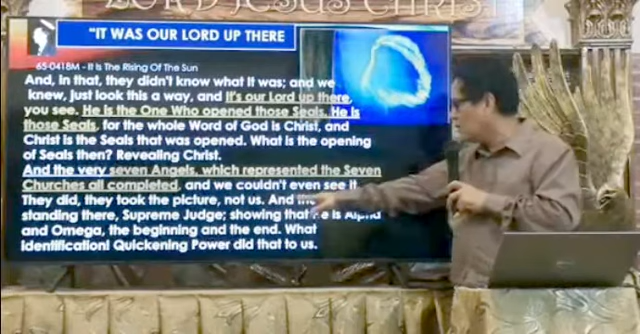 LORD JESUS CHRIST
"IT WAS OUR LORD UP THERE
65-0418M - It Is The Rising Of The Sun
And, in that, they didn't know what it was; and we
knew, just look this a way, and it's our Lord up there,
you see. He is the One Who opened those Seals. He is
those Seals, for the whole Word of God is Christ, and
Christ is the Seals that was opened. What is the opening
of Seals then? Revealing Christ.
And the very seven Angels, which represented the Seven
Churches all completed, and we couldn't even see it.
They did, they took the picture, not us. And
standing there, Supreme Judge; showing that He is Alpha
and Omega, the beginning and the end. What
identification! Quickening Power did that to us.